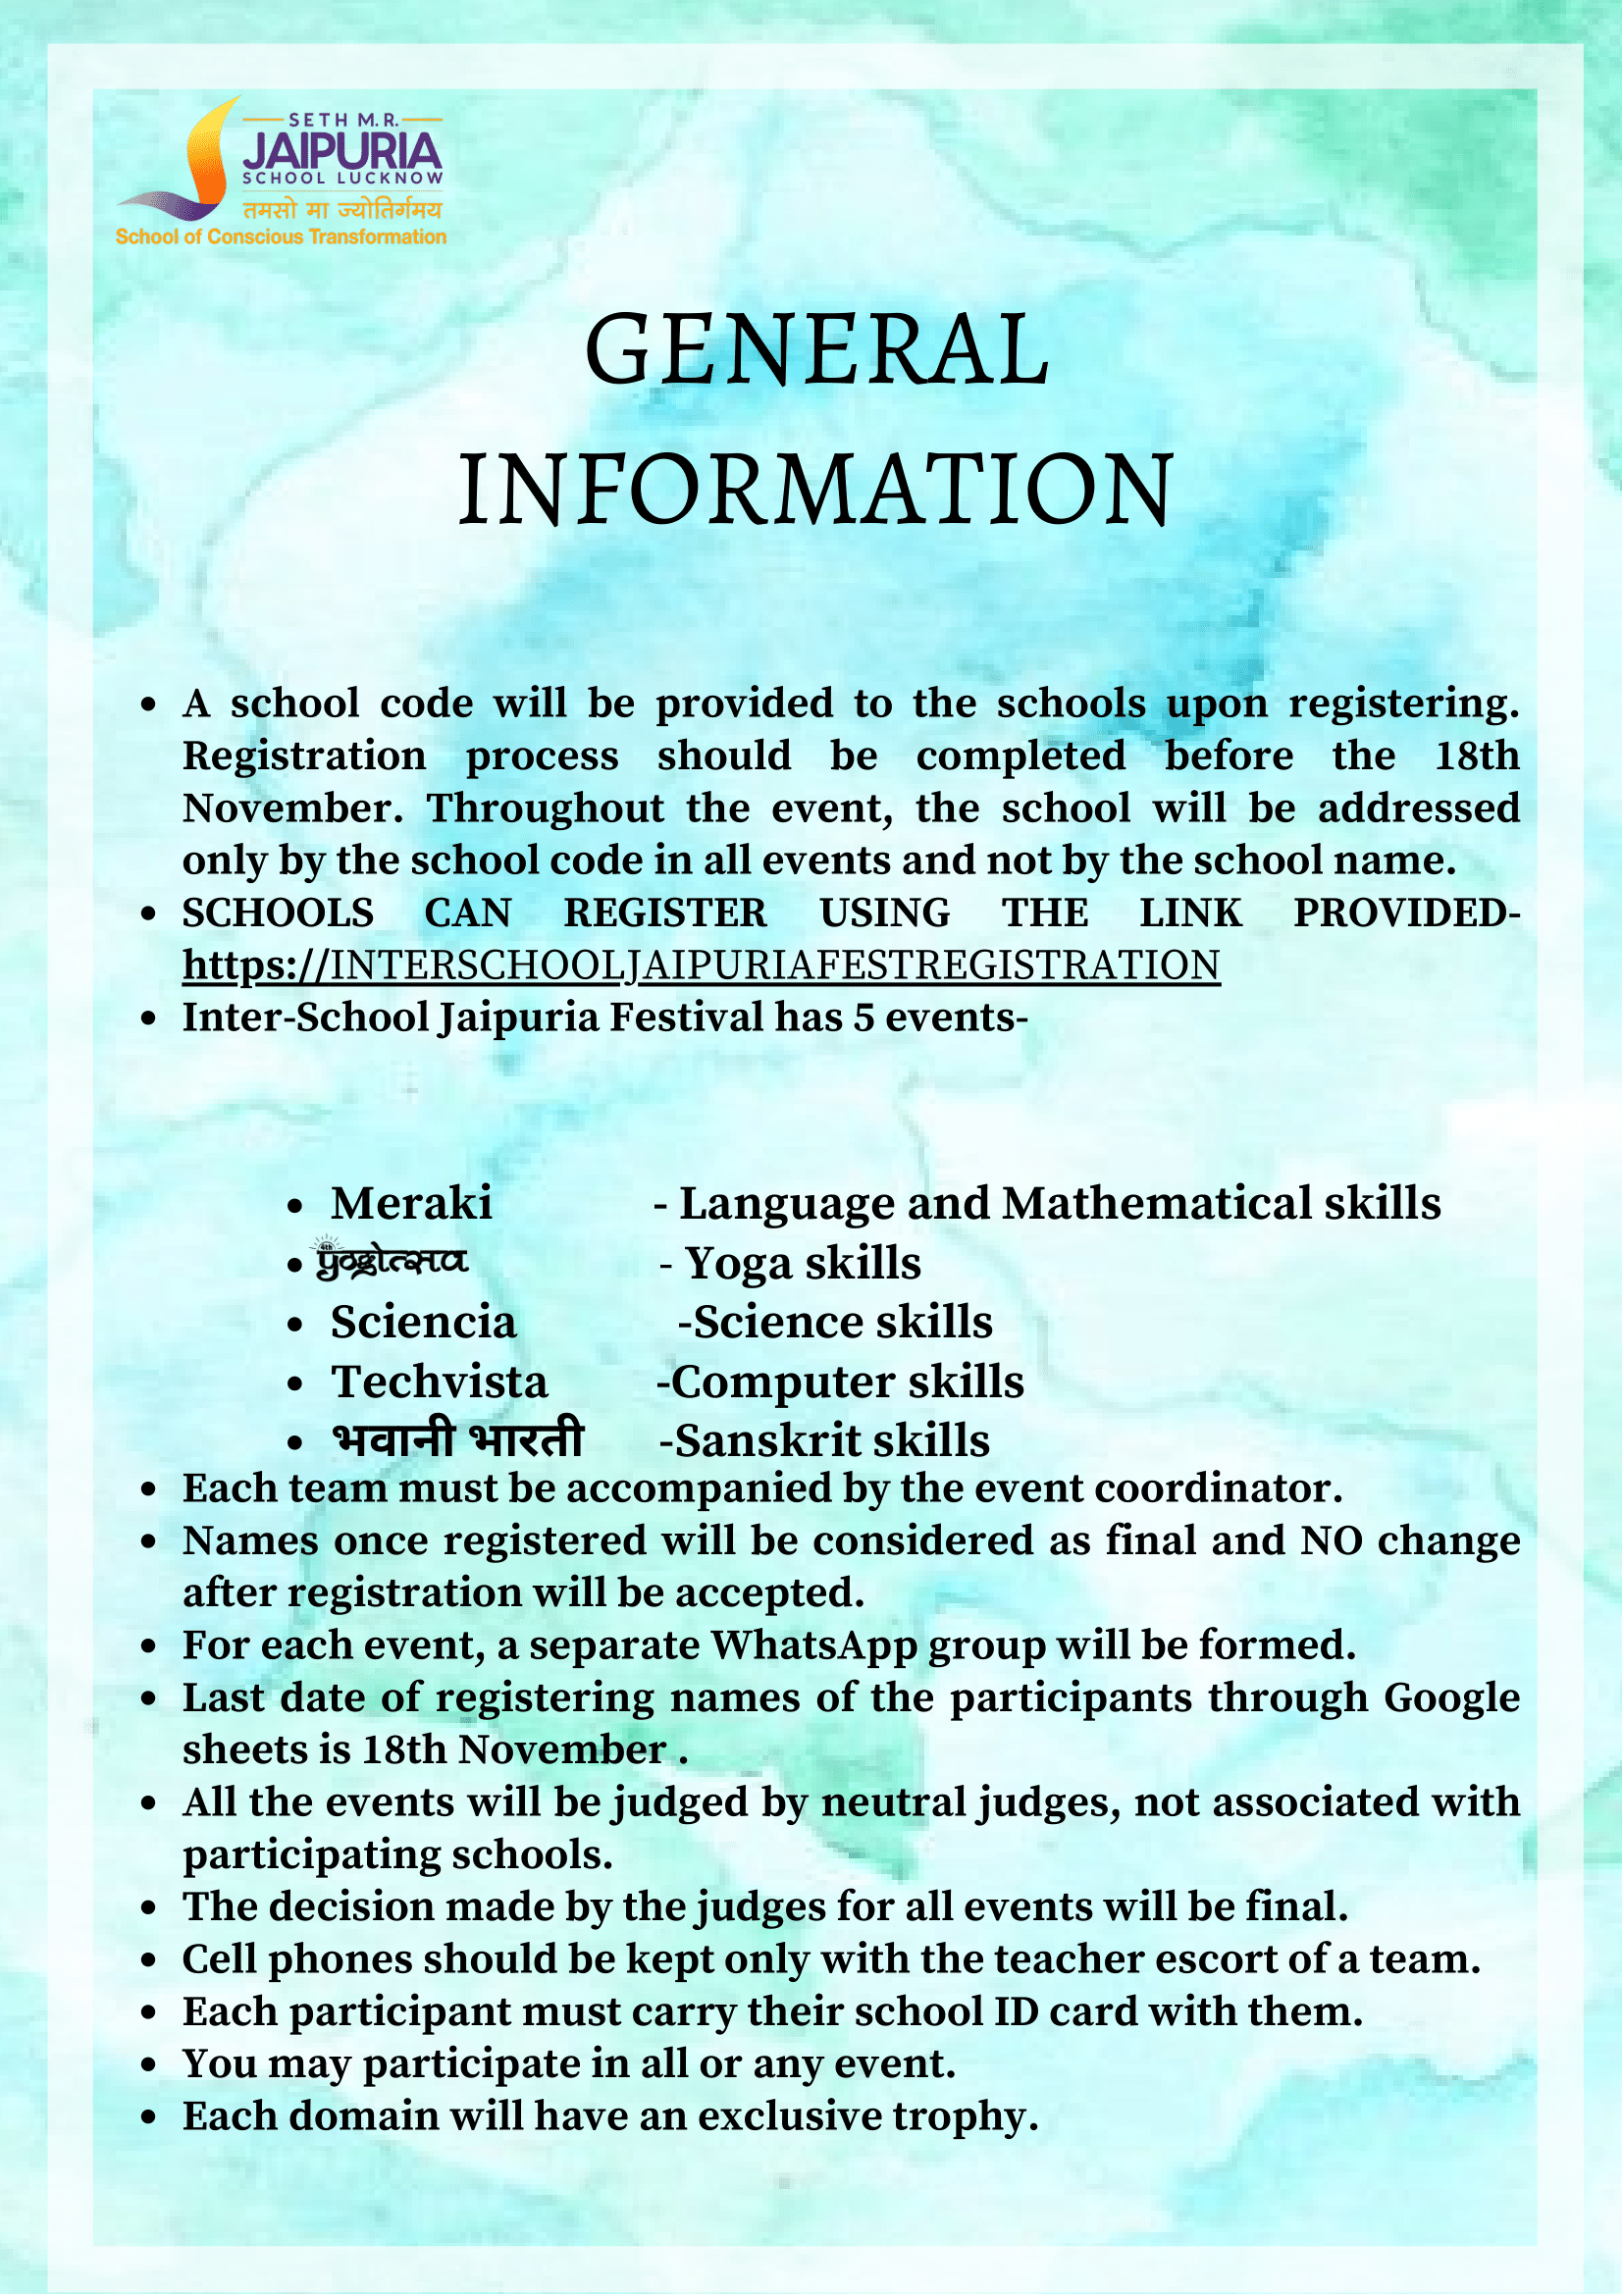 SETH M.R.
JAIPURIA
SCHOOL LUCKNOW
तमसो मा ज्योतिर्गमय
School of Conscious Transformation
GENERAL
INFORMATION
• A school code will be provided to the schools upon registering.
Registration process should be completed before the 18th
November. Throughout the event, the school will be addressed
only by the school code in all events and not by the school name.
• SCHOOLS CAN REGISTER USING THE LINK PROVIDED-
https://INTERSCHOOLJAIPURIAFESTREGISTRATION
• Inter-School Jaipuria Festival has 5 events-
• Meraki - Language and Mathematical skills
• 4th yogotsava - Yoga skills
• Sciencia -Science skills
• Techvista -Computer skills
• भवानी भारती -Sanskrit skills
• Each team must be accompanied by the event coordinator.
• Names once registered will be considered as final and NO change
after registration will be accepted.
• For each event, a separate WhatsApp group will be formed.
• Last date of registering names of the participants through Google
sheets is 18th November .
• All the events will be judged by neutral judges, not associated with
participating schools.
• The decision made by the judges for all events will be final.
• Cell phones should be kept only with the teacher escort of a team.
• Each participant must carry their school ID card with them.
• You may participate in all or any event.
• Each domain will have an exclusive trophy.